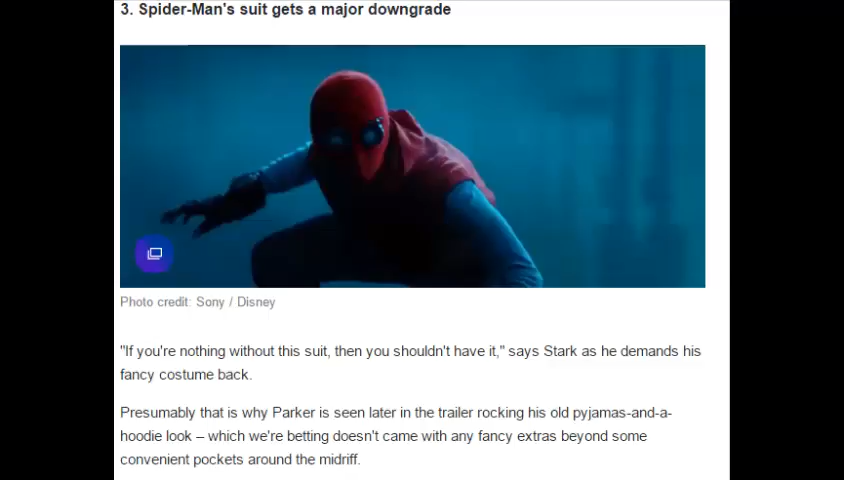 3. Spider-Man's suit gets a major downgrade
Photo credit: Sony / Disney
"If you're nothing without this suit, then you shouldn't have it," says Stark as he demands his
fancy costume back.
Presumably that is why Parker is seen later in the trailer rocking his old pyjamas-and-a-
hoodie look – which we're betting doesn't came with any fancy extras beyond some
convenient pockets around the midriff.